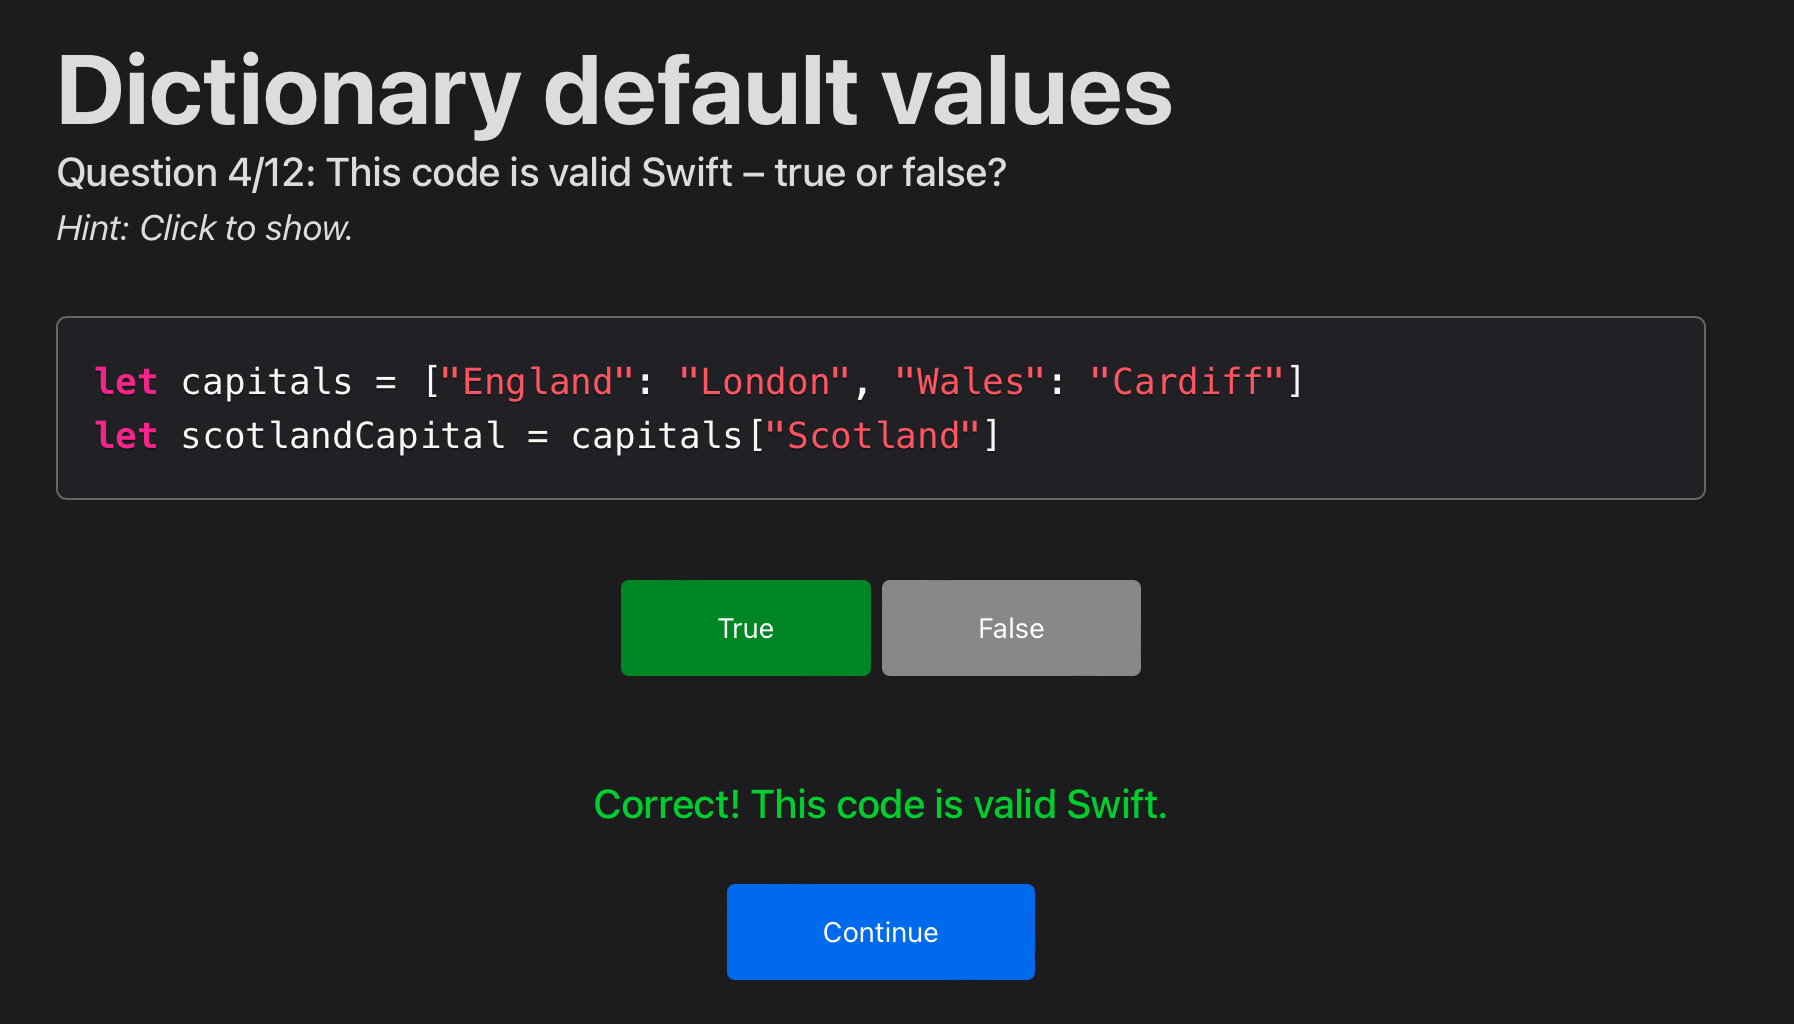 Dictionary default values
Question 4/12: This code is valid Swift – true or false?
Hint: Click to show.
let capitals = ["England": "London", "Wales": "Cardiff"]
let scotlandCapital = capitals["Scotland"]
True False
Correct! This code is valid Swift.
Continue